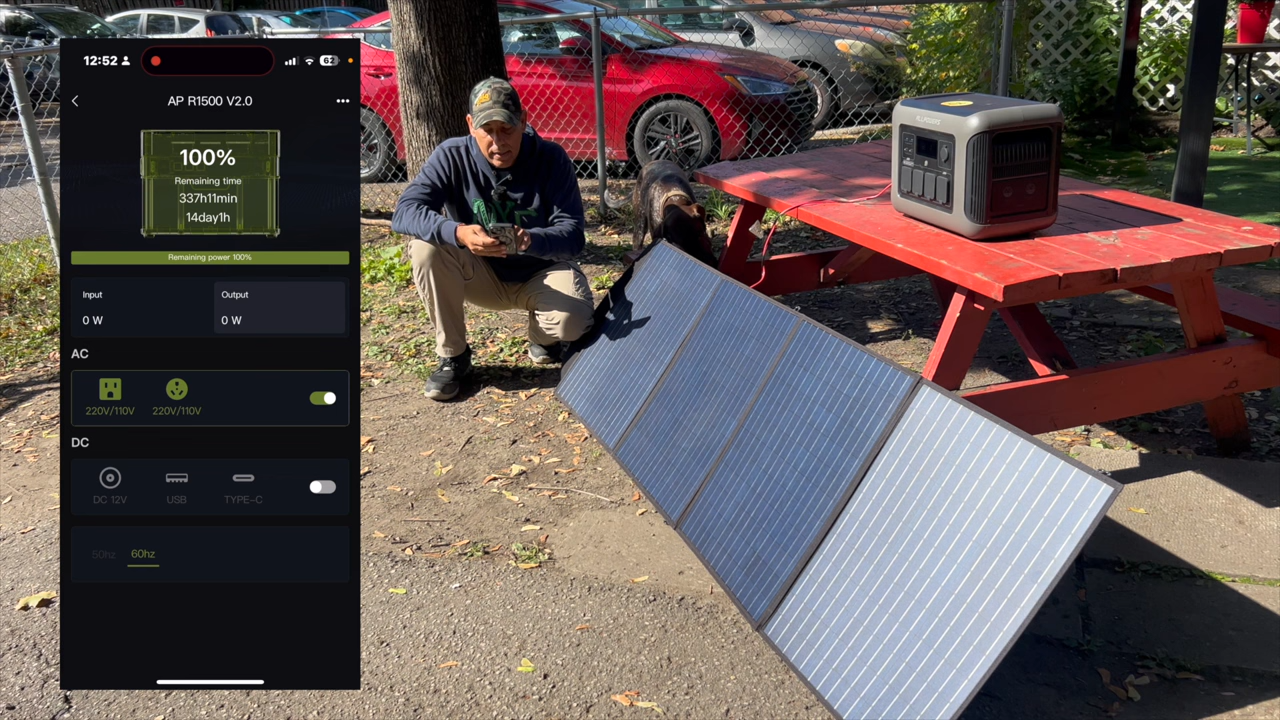 12:52
62
AP R1500 V2.0
100%
Remaining time
337h11min
14day1h
Remaining power 100%
Input
Output
0 W
0 W
AC
220V/110V
220V/110V
DC
DC 12V
USB
TYPE-C
50hz
60hz
ALLPOWERS